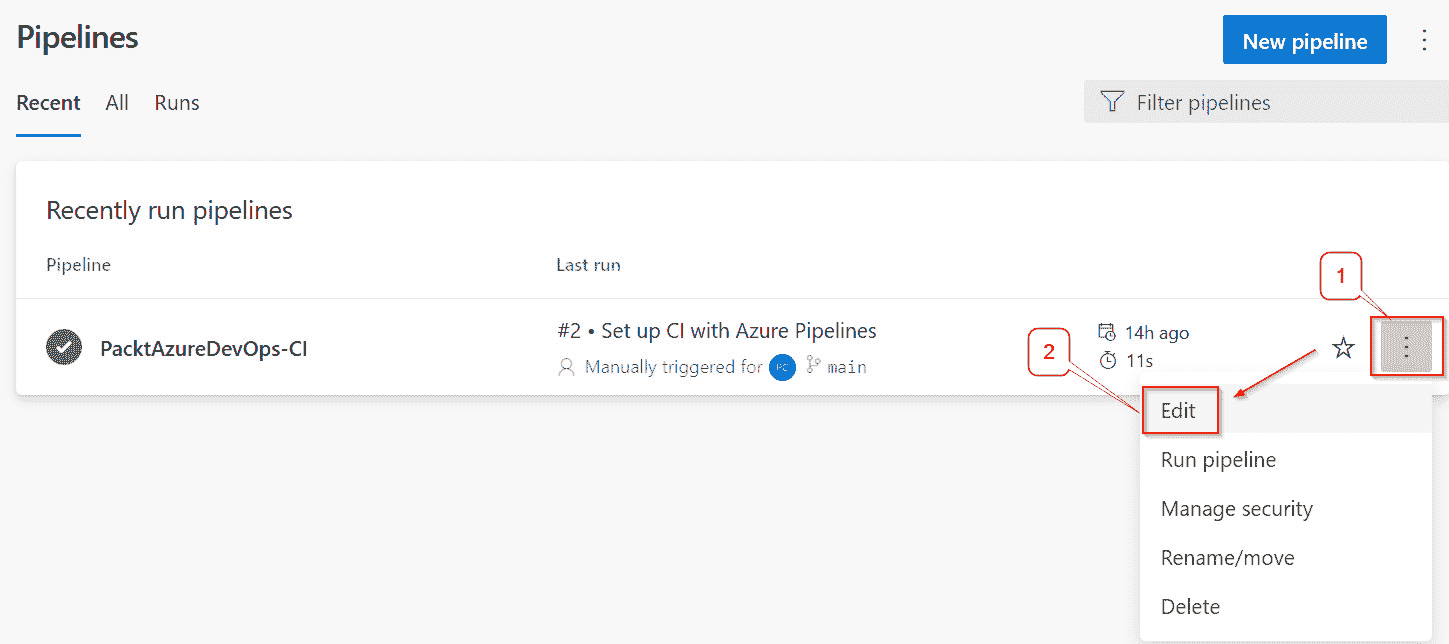 Pipelines
New pipeline
Recent All Runs
Filter pipelines
Recently run pipelines
Pipeline Last run
1
#2 • Set up CI with Azure Pipelines
14h ago
PacktAzureDevOps-CI
2
Manually triggered for PC main
11s
Edit
Run pipeline
Manage security
Rename/move
Delete